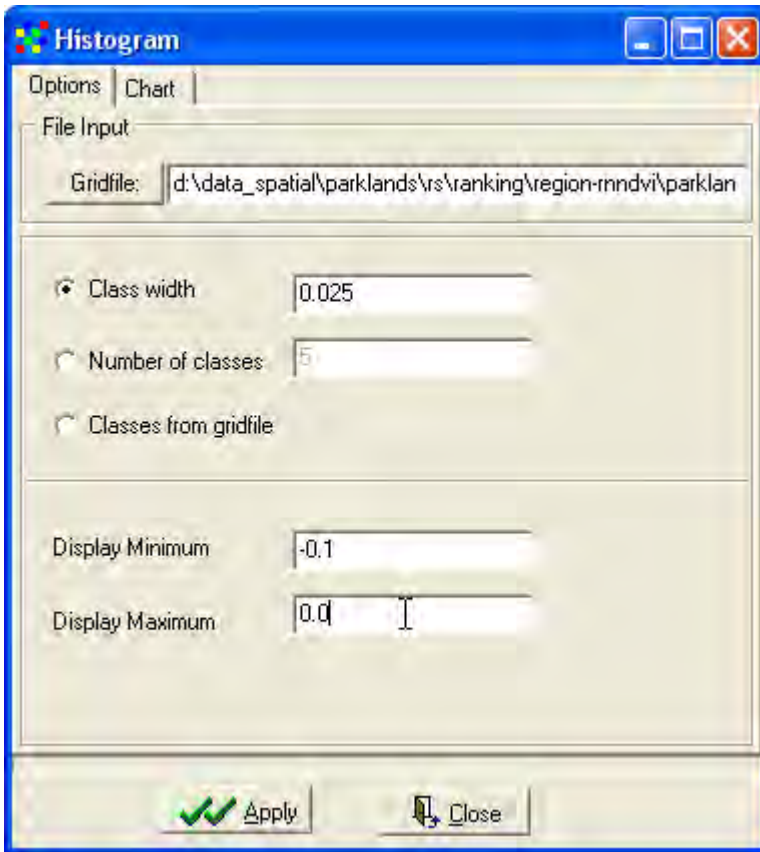 Histogram
Options Chart
File Input
Gridfile: d:\data_spatial\parklands\rs\ranking\region-rnndvi\parklan
Class width 0.025
Number of classes 5
Classes from gridfile
Display Minimum -0.1
Display Maximum 0.0
Apply Close